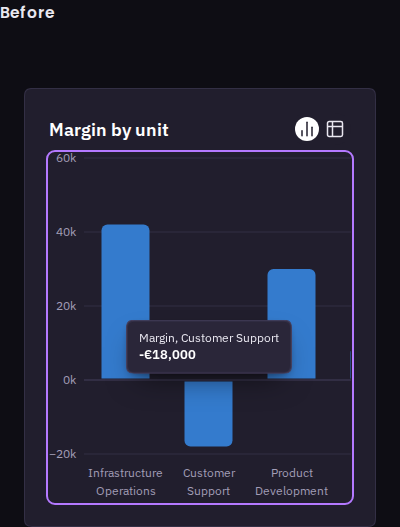 Before
Margin by unit
60k
40k
20k
Margin, Customer Support
-€18,000
0k
−20k
Infrastructure Operations
Customer Support
Product Development